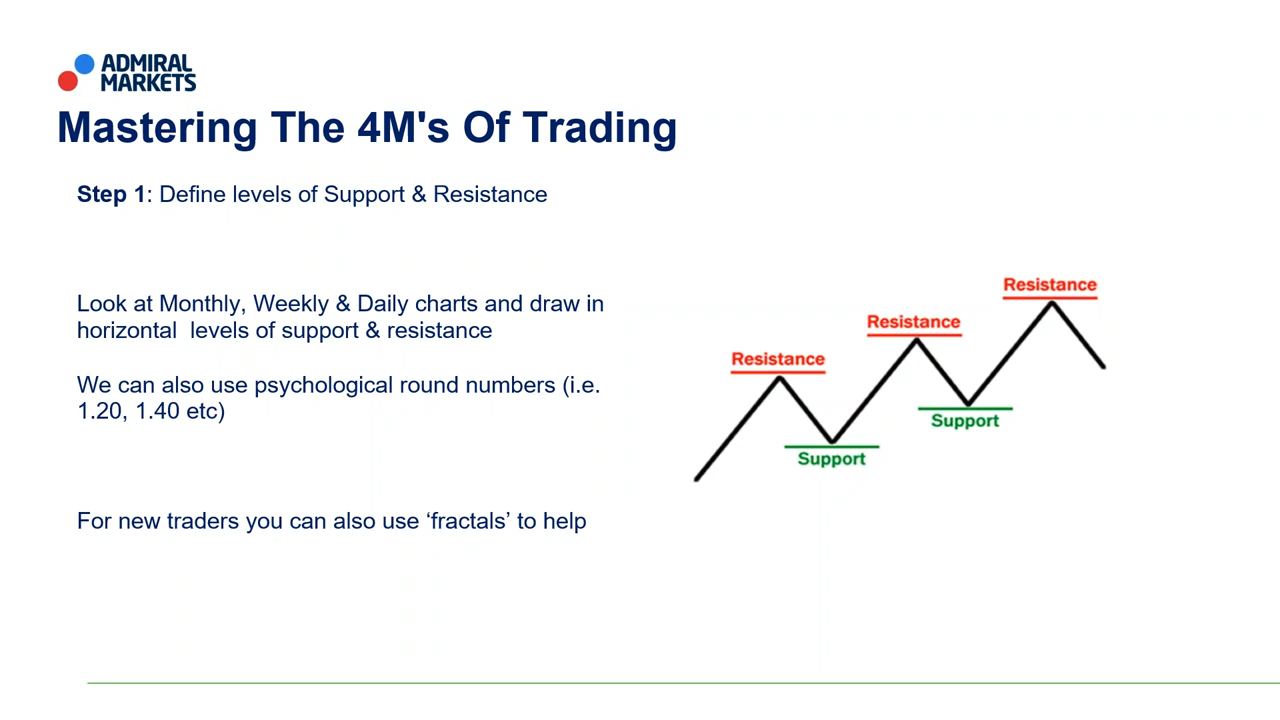 ADMIRAL
MARKETS
Mastering The 4M's Of Trading
Step 1: Define levels of Support & Resistance
Look at Monthly, Weekly & Daily charts and draw in
horizontal  levels of support & resistance
We can also use psychological round numbers (i.e.
1.20, 1.40 etc)
For new traders you can also use ‘fractals’ to help
Resistance
Resistance
Resistance
Support
Support